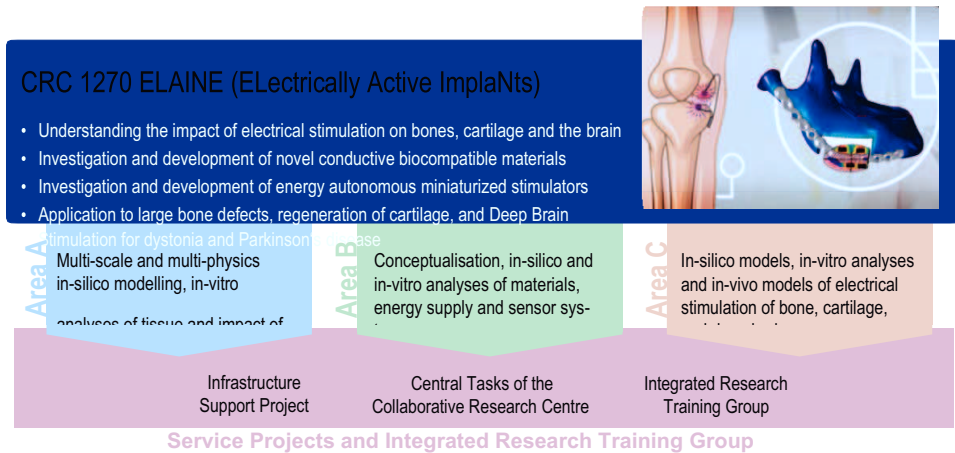 CRC 1270 ELAINE (ELectrically Active ImplaNts)
• Understanding the impact of electrical stimulation on bones, cartilage and the brain
• Investigation and development of novel conductive biocompatible materials
• Investigation and development of energy autonomous miniaturized stimulators
• Application to large bone defects, regeneration of cartilage, and Deep Brain
Stimulation for dystonia and Parkinson's disease
Area A
Multi-scale and multi-physics
in-silico modelling, in-vitro
analyses of tissue and impact of
Area B
Conceptualisation, in-silico and
in-vitro analyses of materials,
energy supply and sensor sys-
Area C
In-silico models, in-vitro analyses
and in-vivo models of electrical
stimulation of bone, cartilage,
Infrastructure
Support Project
Central Tasks of the
Collaborative Research Centre
Integrated Research
Training Group
Service Projects and Integrated Research Training Group